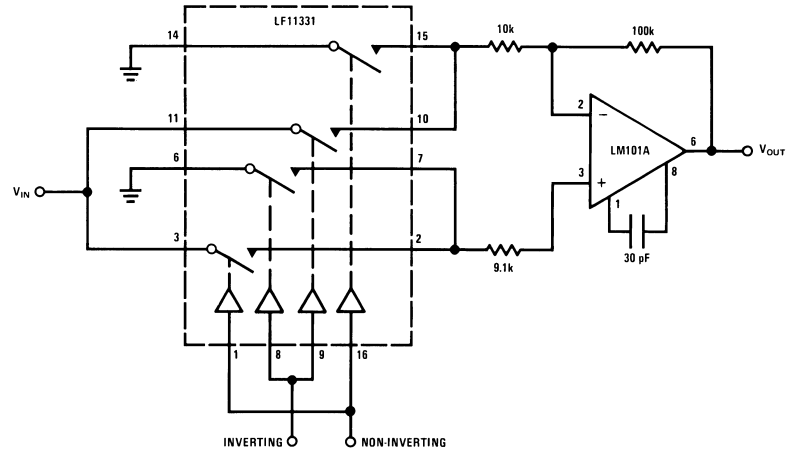 LF11331
14
15
10k
100k
11
10
2
6
7
LM101A
6
V_OUT
3
8
1
V_IN
3
2
9.1k
30 pF
1
8
9
16
INVERTING
NON-INVERTING
−
+